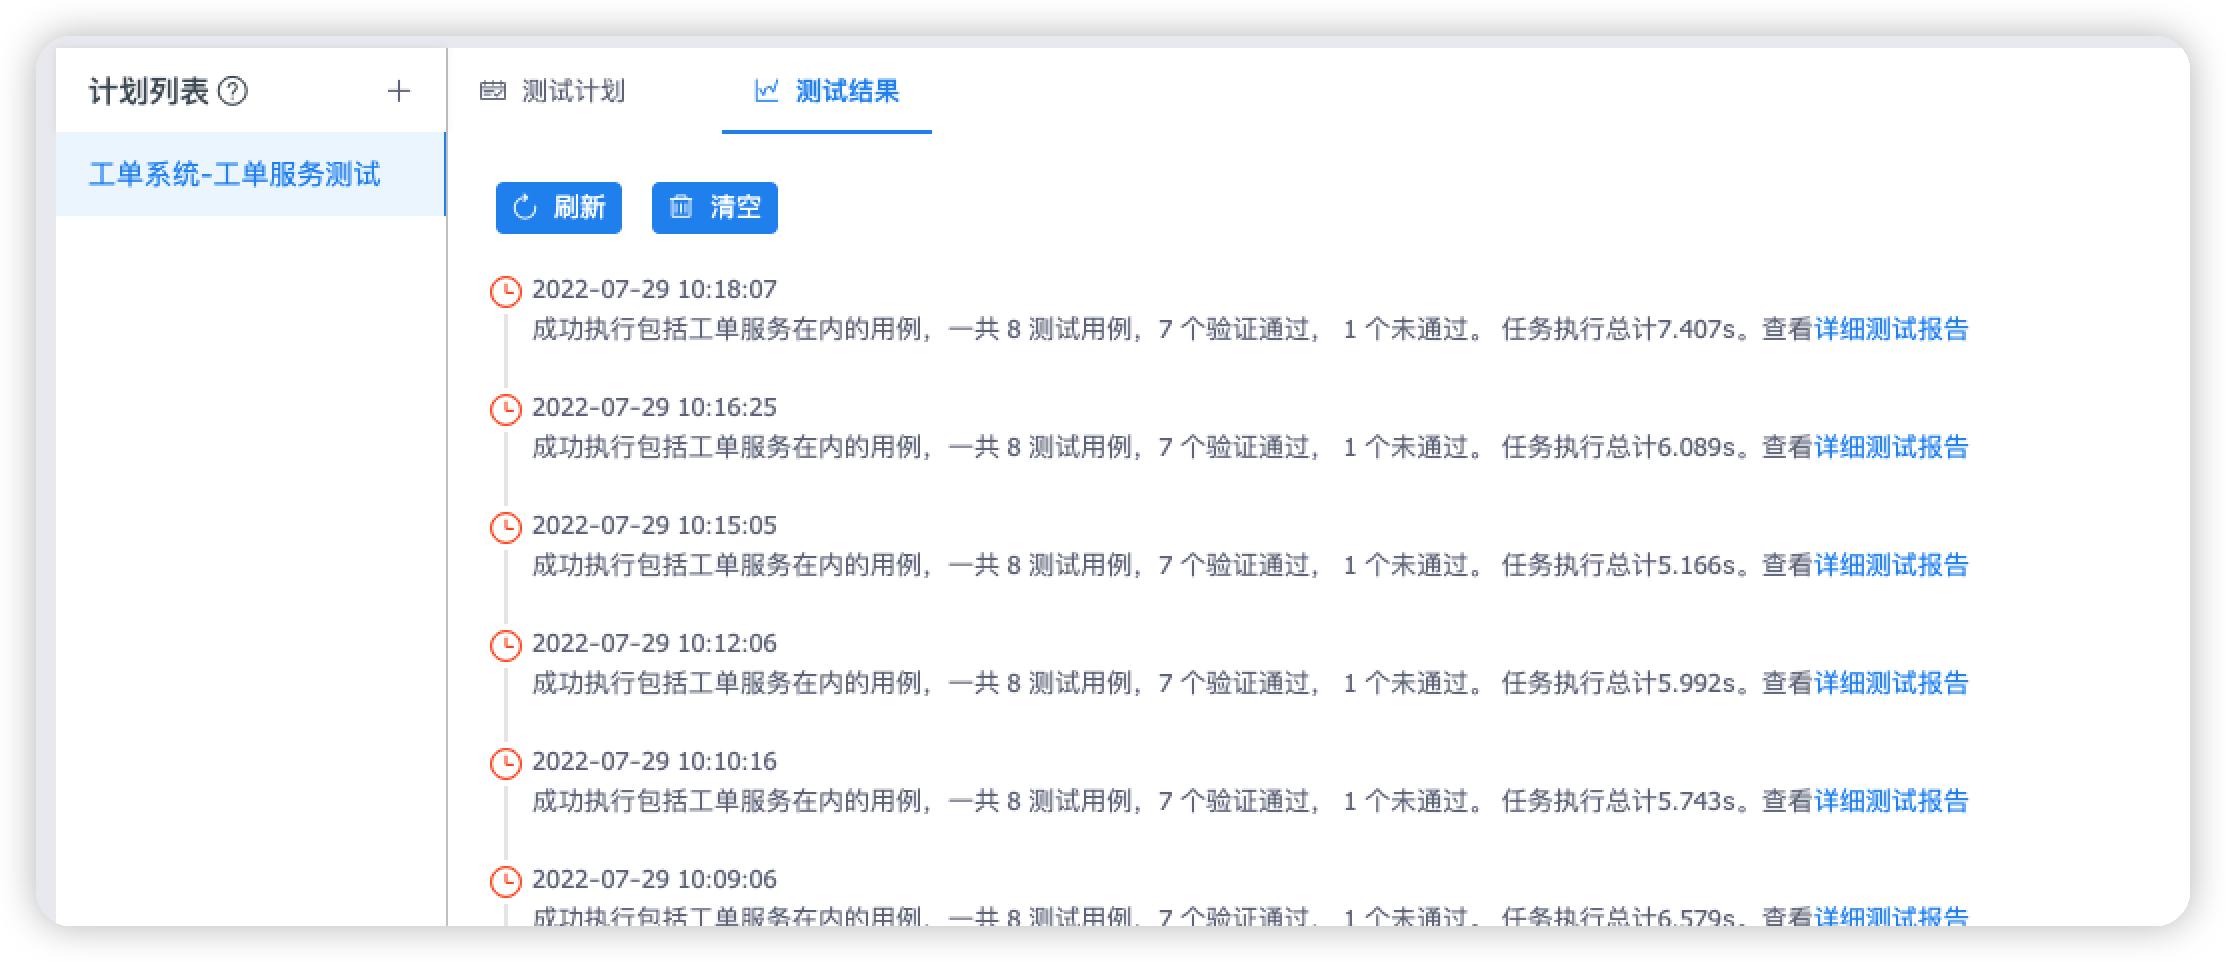 计划列表
工单系统-工单服务测试
测试计划
测试结果
刷新
清空
2022-07-29 10:18:07
成功执行包括工单服务在内的用例，一共 8 测试用例，7 个验证通过， 1 个未通过。 任务执行总计7.407s。查看详细测试报告
2022-07-29 10:16:25
成功执行包括工单服务在内的用例，一共 8 测试用例，7 个验证通过， 1 个未通过。 任务执行总计6.089s。查看详细测试报告
2022-07-29 10:15:05
成功执行包括工单服务在内的用例，一共 8 测试用例，7 个验证通过， 1 个未通过。 任务执行总计5.166s。查看详细测试报告
2022-07-29 10:12:06
成功执行包括工单服务在内的用例，一共 8 测试用例，7 个验证通过， 1 个未通过。 任务执行总计5.992s。查看详细测试报告
2022-07-29 10:10:16
成功执行包括工单服务在内的用例，一共 8 测试用例，7 个验证通过， 1 个未通过。 任务执行总计5.743s。查看详细测试报告
2022-07-29 10:09:06
成功执行包括工单服务在内的用例，一共 8 测试用例，7 个验证通过， 1 个未通过。 任务执行总计6.579s。查看详细测试报告